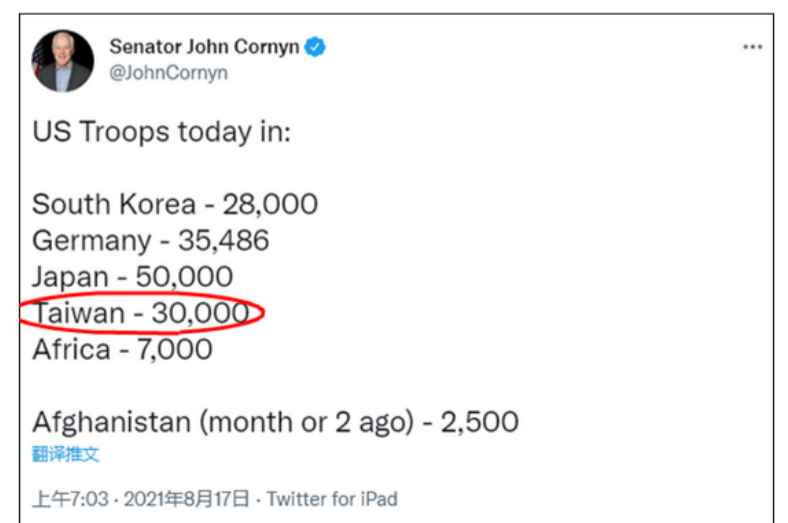 Senator John Cornyn
@JohnCornyn
US Troops today in:
South Korea - 28,000
Germany - 35,486
Japan - 50,000
Taiwan - 30,000
Africa - 7,000
Afghanistan (month or 2 ago) - 2,500
翻译推文
上午7:03 · 2021年8月17日 · Twitter for iPad